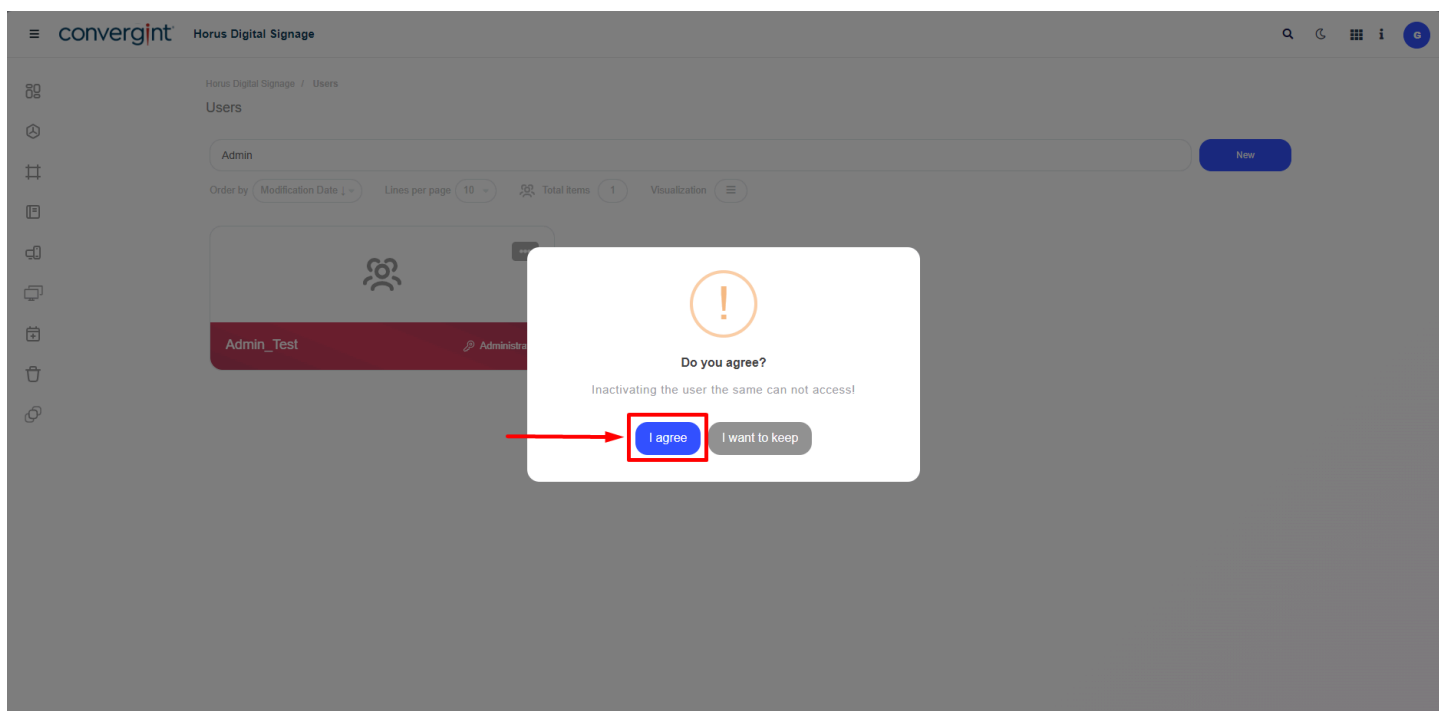 convergint Horus Digital Signage
G
Horus Digital Signage / Users
Users
Admin
New
Order by Modification Date ↓ Lines per page 10 Total items 1 Visualization
Admin_Test Administra
!
Do you agree?
Inactivating the user the same can not access!
I agree I want to keep